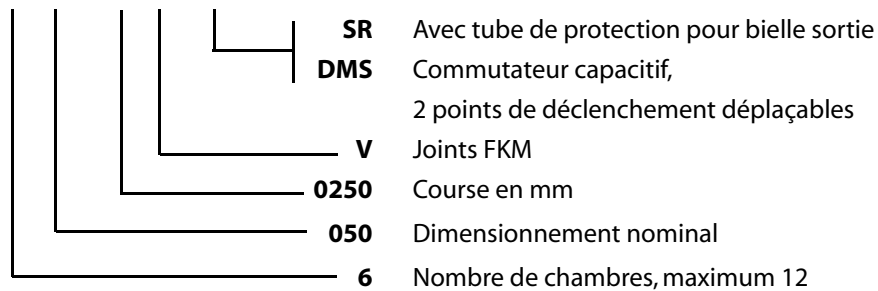 SR Avec tube de protection pour bielle sortie
DMS Commutateur capacitif,
2 points de déclenchement déplaçables
V Joints FKM
0250 Course en mm
050 Dimensionnement nominal
6 Nombre de chambres, maximum 12